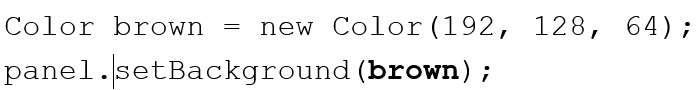 Color brown = new Color(192, 128, 64);
panel.setBackground(brown);